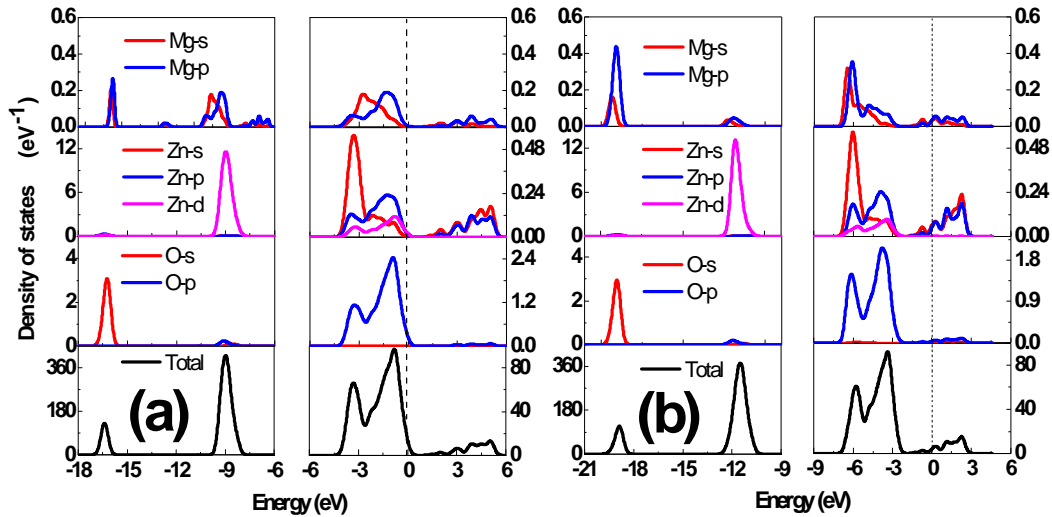 Density of states (eV⁻¹)
0.6 0.6 0.6 0.6
0.4 0.4 0.4 0.4
0.2 0.2 0.2 0.2
0.0 0.0 0.0 0.0
Mg-s
Mg-p
Mg-s
Mg-p
12 0.48 12 0.48
6 0.24 6 0.24
0 0.00 0 0.00
Zn-s
Zn-p
Zn-d
Zn-s
Zn-p
Zn-d
4 2.4 4 1.8
2 1.2 2 0.9
0 0.0 0 0.0
O-s
O-p
O-s
O-p
360 80 360 80
180 40 180 40
0 0 0 0
Total
(a)
Total
(b)
-18 -15 -12 -9 -6 -6 -3 0 3 6 -21 -18 -15 -12 -9 -9 -6 -3 0 3 6
Energy (eV) Energy (eV) Energy (eV) Energy (eV)